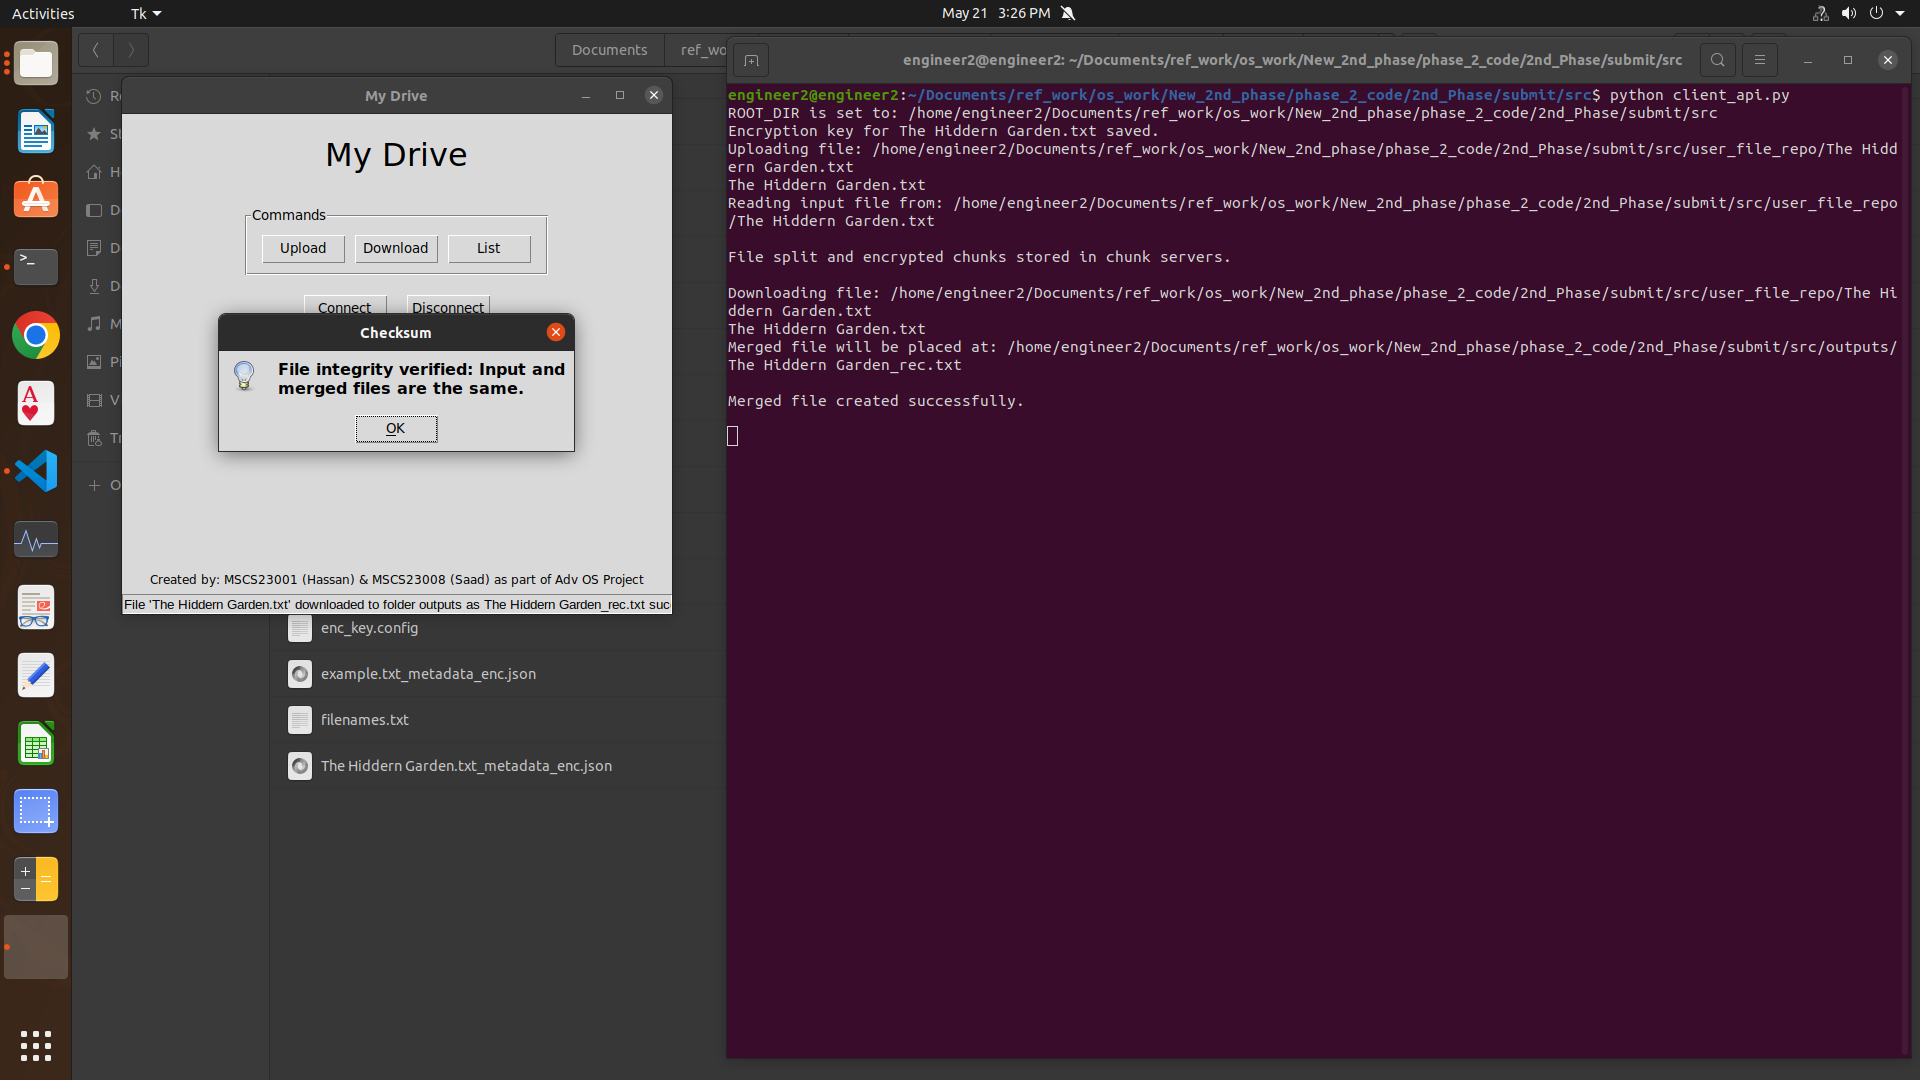 Activities
Tk
May 21 3:26 PM
Documents
ref_wo
My Drive
My Drive
Commands
Upload
Download
List
Connect
Disconnect
Checksum
File integrity verified: Input and
merged files are the same.
OK
Created by: MSCS23001 (Hassan) & MSCS23008 (Saad) as part of Adv OS Project
File 'The Hiddern Garden.txt' downloaded to folder outputs as The Hiddern Garden_rec.txt suc
enc_key.config
example.txt_metadata_enc.json
filenames.txt
The Hiddern Garden.txt_metadata_enc.json
engineer2@engineer2: ~/Documents/ref_work/os_work/New_2nd_phase/phase_2_code/2nd_Phase/submit/src
engineer2@engineer2:~/Documents/ref_work/os_work/New_2nd_phase/phase_2_code/2nd_Phase/submit/src$ python client_api.py
ROOT_DIR is set to: /home/engineer2/Documents/ref_work/os_work/New_2nd_phase/phase_2_code/2nd_Phase/submit/src
Encryption key for The Hiddern Garden.txt saved.
Uploading file: /home/engineer2/Documents/ref_work/os_work/New_2nd_phase/phase_2_code/2nd_Phase/submit/src/user_file_repo/The Hidd
ern Garden.txt
The Hiddern Garden.txt
Reading input file from: /home/engineer2/Documents/ref_work/os_work/New_2nd_phase/phase_2_code/2nd_Phase/submit/src/user_file_repo
/The Hiddern Garden.txt
File split and encrypted chunks stored in chunk servers.
Downloading file: /home/engineer2/Documents/ref_work/os_work/New_2nd_phase/phase_2_code/2nd_Phase/submit/src/user_file_repo/The Hi
ddern Garden.txt
The Hiddern Garden.txt
Merged file will be placed at: /home/engineer2/Documents/ref_work/os_work/New_2nd_phase/phase_2_code/2nd_Phase/submit/src/outputs/
The Hiddern Garden_rec.txt
Merged file created successfully.